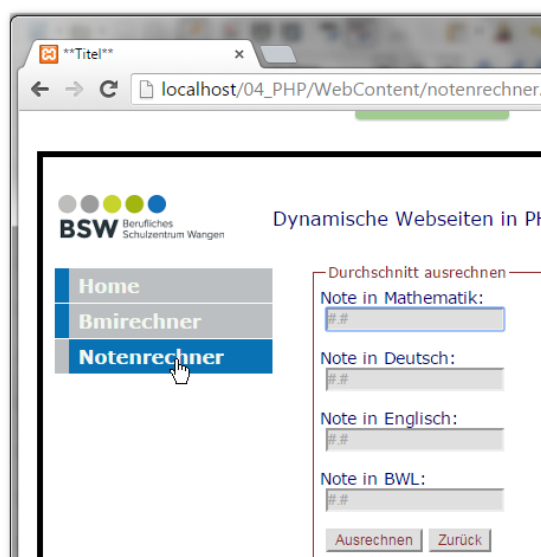 **Titel**
localhost/04_PHP/WebContent/notenrechner.
BSW Berufliches Schulzentrum Wangen
Dynamische Webseiten in PH
Home
Bmirechner
Notenrechner
Durchschnitt ausrechnen
Note in Mathematik:
#.#
Note in Deutsch:
#.#
Note in Englisch:
#.#
Note in BWL:
#.#
Ausrechnen Zurück